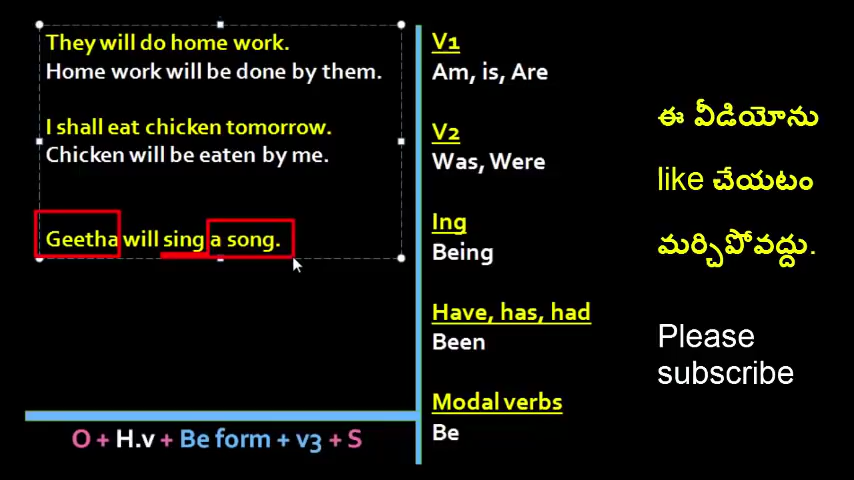 They will do home work.
Home work will be done by them.
I shall eat chicken tomorrow.
Chicken will be eaten by me.
Geetha will sing a song.
O + H.v + Be form + v3 + S
V1
Am, is, Are
V2
Was, Were
Ing
Being
Have, has, had
Been
Modal verbs
Be
ఈ వీడియోను
like చేయటం
మర్చిపోవద్దు.
Please
subscribe